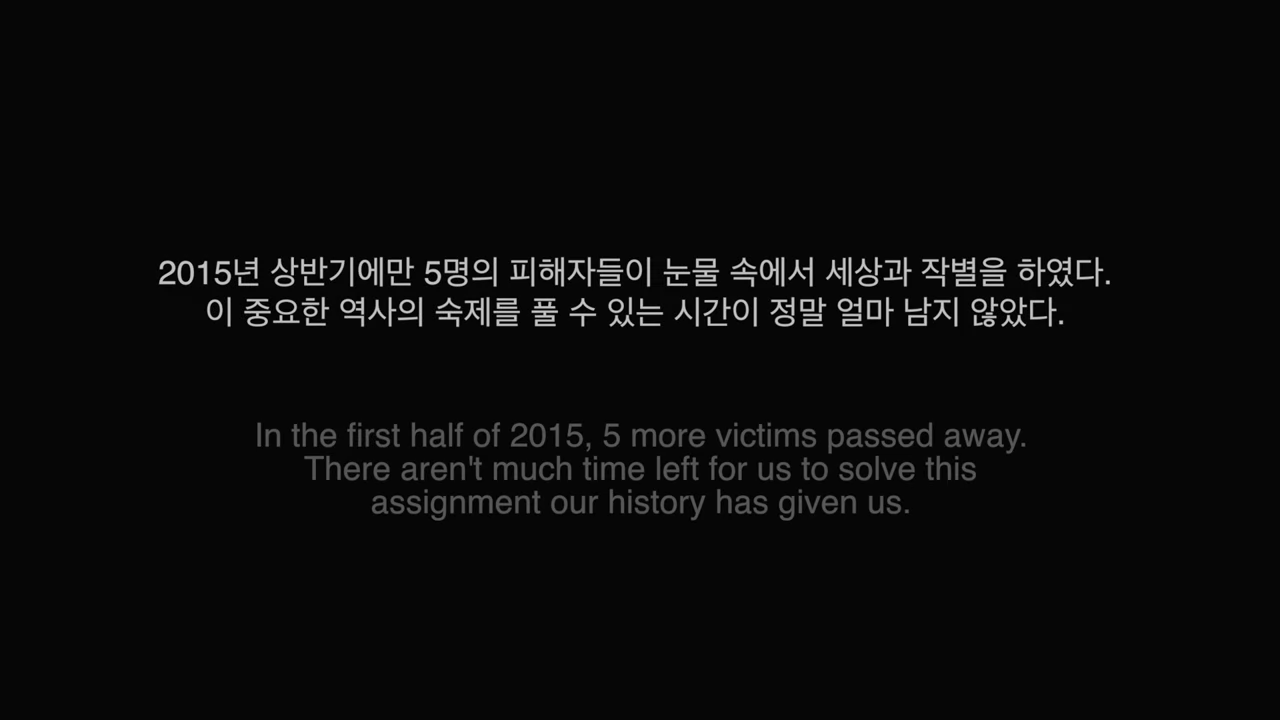 2015년 상반기에만 5명의 피해자들이 눈물 속에서 세상과 작별을 하였다.
이 중요한 역사의 숙제를 풀 수 있는 시간이 정말 얼마 남지 않았다.
In the first half of 2015, 5 more victims passed away.
There aren't much time left for us to solve this
assignment our history has given us.